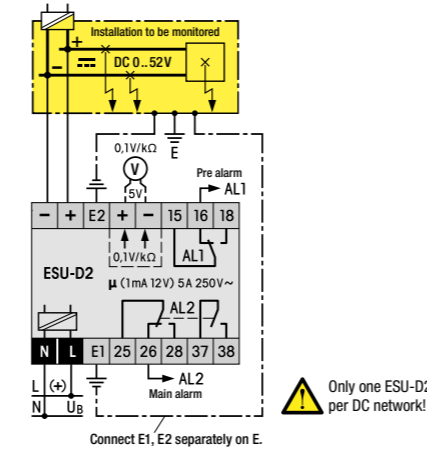 Installation to be monitored
+
DC 0..52V
−
E
0,1V/kΩ
V
5V
Pre alarm
AL1
− + E2 + − 15 16 18
0,1V/kΩ
AL1
ESU-D2
µ (1mA 12V) 5A 250V~
AL2
N L E1 25 26 28 37 38
L (+)
N
UB
AL2
Main alarm
Only one ESU-D2
per DC network!
Connect E1, E2 separately on E.